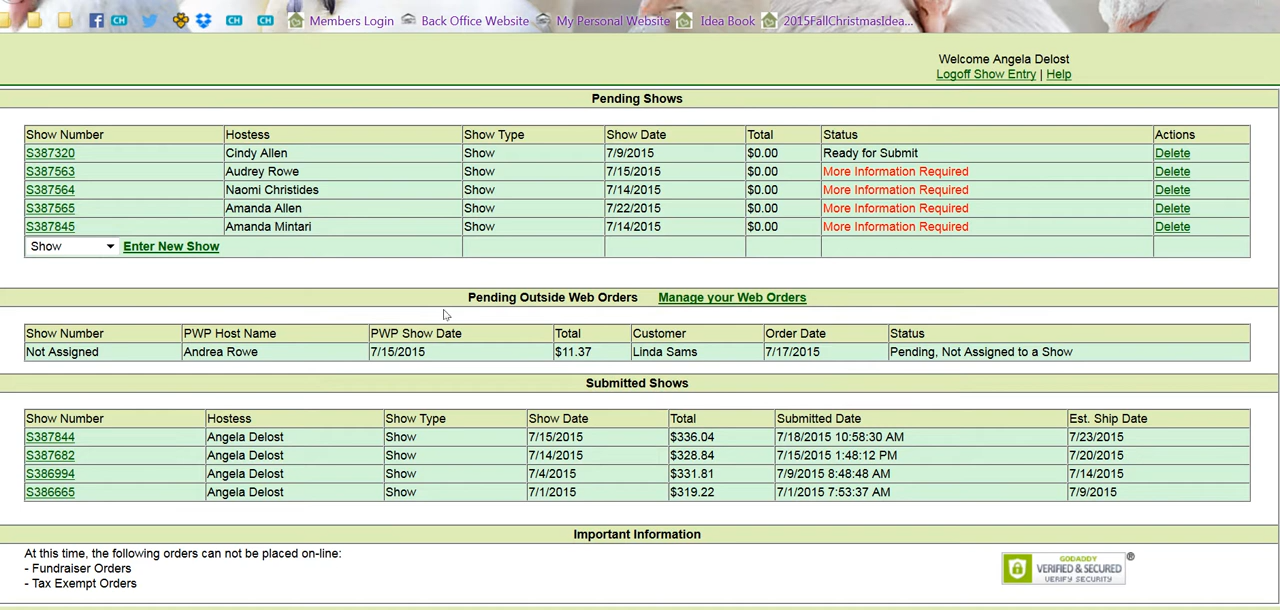 CH CH CH Members Login Back Office Website My Personal Website Idea Book 2015FallChristmasIdea...
Welcome Angela Delost
Logoff Show Entry | Help
Pending Shows
Show Number Hostess Show Type Show Date Total Status Actions
S387320 Cindy Allen Show 7/9/2015 $0.00 Ready for Submit Delete
S387563 Audrey Rowe Show 7/15/2015 $0.00 More Information Required Delete
S387564 Naomi Christides Show 7/14/2015 $0.00 More Information Required Delete
S387565 Amanda Allen Show 7/22/2015 $0.00 More Information Required Delete
S387845 Amanda Mintari Show 7/14/2015 $0.00 More Information Required Delete
Show Enter New Show
Pending Outside Web Orders Manage your Web Orders
Show Number PWP Host Name PWP Show Date Total Customer Order Date Status
Not Assigned Andrea Rowe 7/15/2015 $11.37 Linda Sams 7/17/2015 Pending, Not Assigned to a Show
Submitted Shows
Show Number Hostess Show Type Show Date Total Submitted Date Est. Ship Date
S387844 Angela Delost Show 7/15/2015 $336.04 7/18/2015 10:58:30 AM 7/23/2015
S387682 Angela Delost Show 7/14/2015 $328.84 7/15/2015 1:48:12 PM 7/20/2015
S386994 Angela Delost Show 7/4/2015 $331.81 7/9/2015 8:48:48 AM 7/14/2015
S386665 Angela Delost Show 7/1/2015 $319.22 7/1/2015 7:53:37 AM 7/9/2015
Important Information
At this time, the following orders can not be placed on-line:
- Fundraiser Orders
- Tax Exempt Orders
GODADDY
VERIFIED & SECURED
VERIFY SECURITY
®